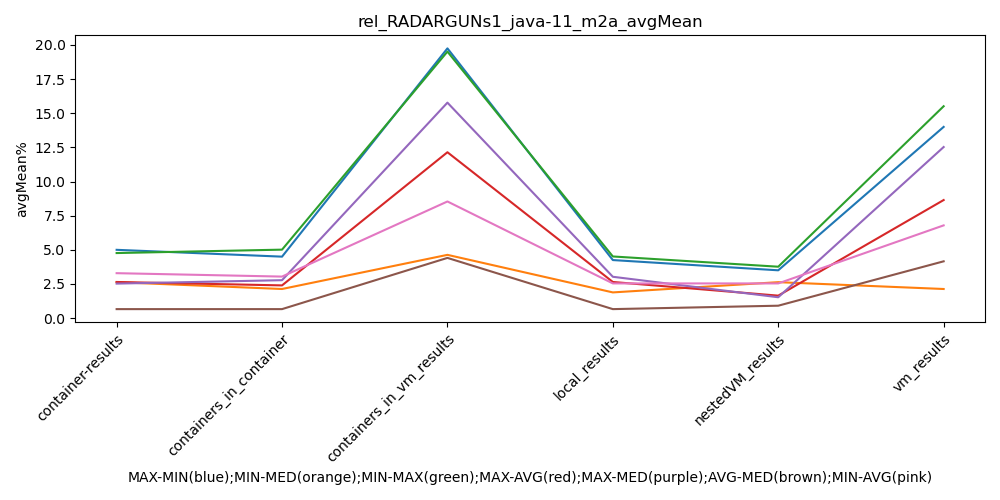 rel_RADARGUNs1_java-11_m2a_avgMean
avgMean%
20.0
17.5
15.0
12.5
10.0
7.5
5.0
2.5
0.0
container-results
containers_in_container
containers_in_vm_results
local_results
nestedVM_results
vm_results
MAX-MIN(blue);MIN-MED(orange);MIN-MAX(green);MAX-AVG(red);MAX-MED(purple);AVG-MED(brown);MIN-AVG(pink)